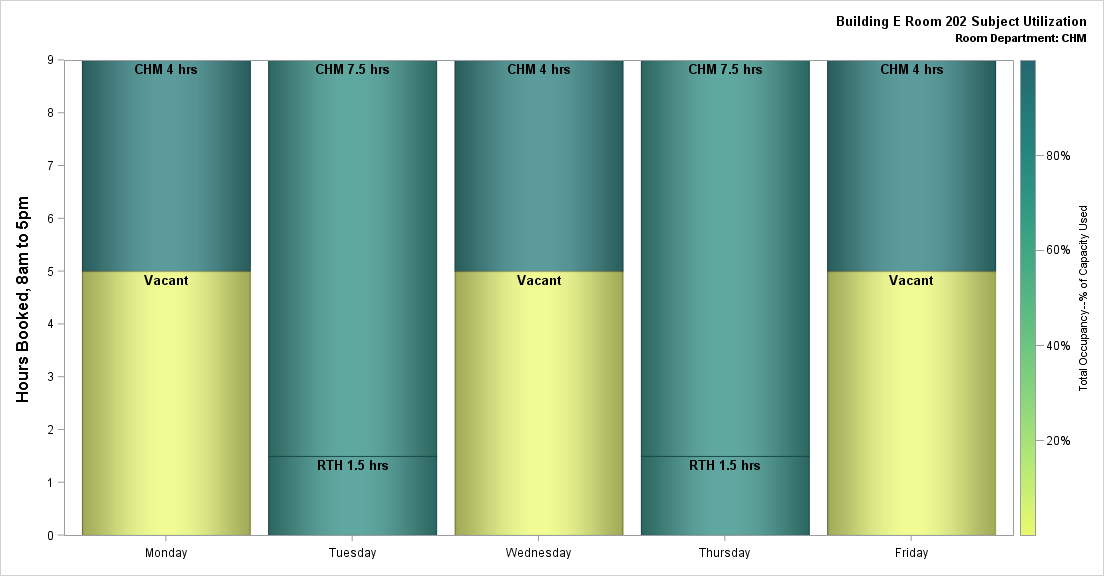 Building E Room 202 Subject Utilization
Room Department: CHM
Hours Booked, 8am to 5pm
9
8
7
6
5
4
3
2
1
0
CHM 4 hrs
Vacant
CHM 7.5 hrs
RTH 1.5 hrs
CHM 4 hrs
Vacant
CHM 7.5 hrs
RTH 1.5 hrs
CHM 4 hrs
Vacant
Monday
Tuesday
Wednesday
Thursday
Friday
80%
60%
40%
20%
Total Occupancy--% of Capacity Used